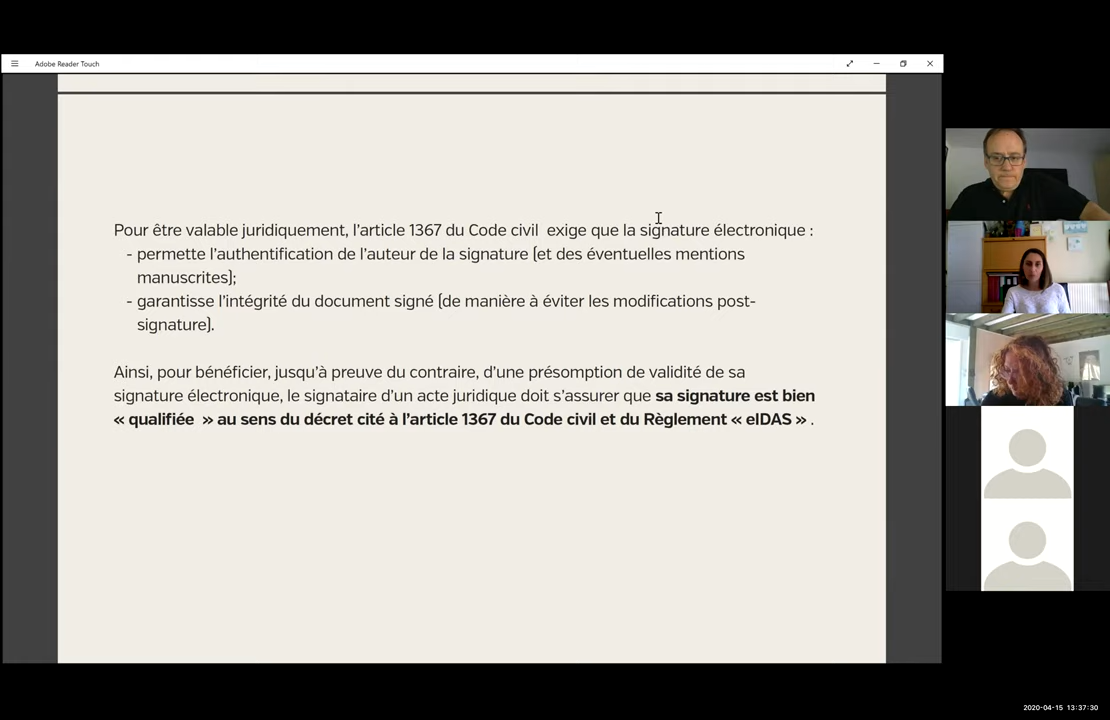 Adobe Reader Touch
Pour être valable juridiquement, l’article 1367 du Code civil  exige que la signature électronique :
- permette l’authentification de l’auteur de la signature (et des éventuelles mentions
manuscrites);
- garantisse l’intégrité du document signé (de manière à éviter les modifications post-
signature).
Ainsi, pour bénéficier, jusqu’à preuve du contraire, d’une présomption de validité de sa
signature électronique, le signataire d’un acte juridique doit s’assurer que sa signature est bien
« qualifiée  » au sens du décret cité à l’article 1367 du Code civil et du Règlement « eIDAS » .
2020-04-15 13:37:30